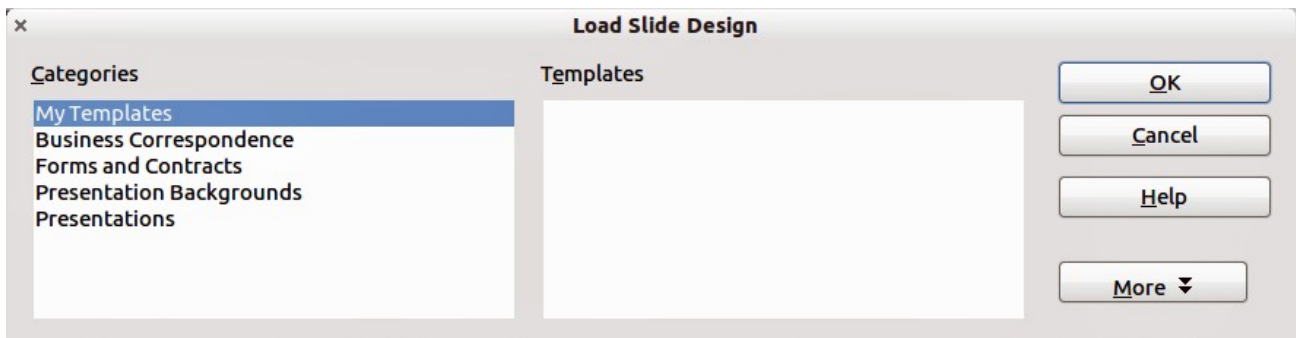 Load Slide Design
Categories
My Templates
Business Correspondence
Forms and Contracts
Presentation Backgrounds
Presentations
Templates
OK
Cancel
Help
More